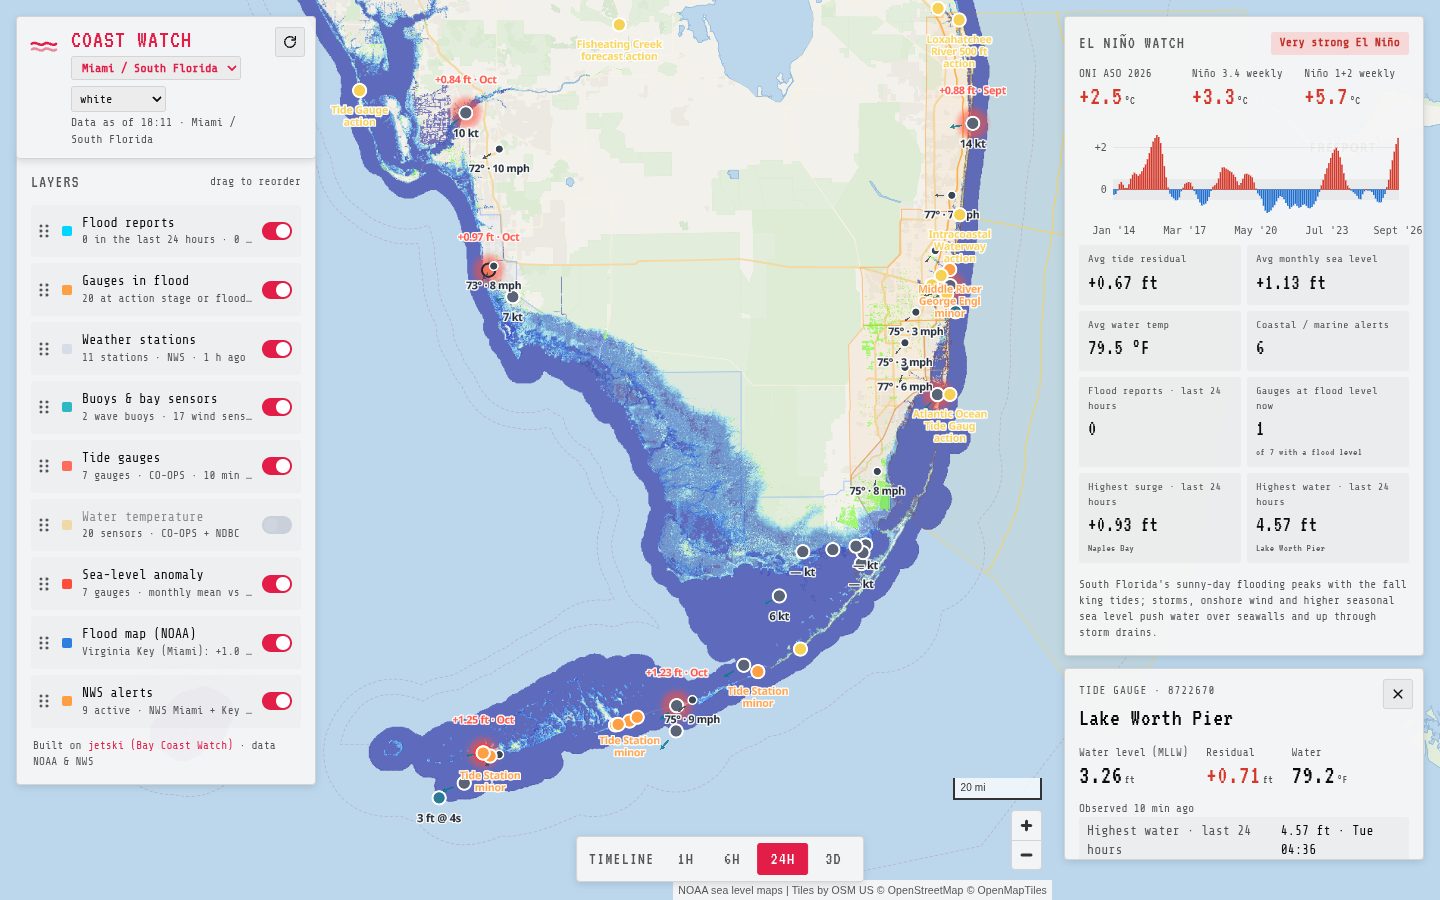 COAST WATCH
Miami / South Florida
white
Data as of 18:11 · Miami /
South Florida
LAYERS
drag to reorder
Flood reports
0 in the last 24 hours · 0 …
Gauges in flood
20 at action stage or flood…
Weather stations
11 stations · NWS · 1 h ago
Buoys & bay sensors
2 wave buoys · 17 wind sens…
Tide gauges
7 gauges · CO-OPS · 10 min …
Water temperature
20 sensors · CO-OPS + NDBC
Sea-level anomaly
7 gauges · monthly mean vs …
Flood map (NOAA)
Virginia Key (Miami): +1.0 …
NWS alerts
9 active · NWS Miami + Key …
Built on jetski (Bay Coast Watch) · data
NOAA & NWS
Fisheating Creek
forecast action
Loxahatchee
River 500 ft
action
+0.84 ft · Oct
+0.88 ft · Sept
Tide Gauge
action
10 kt
14 kt
72° · 10 mph
+0.97 ft · Oct
Intracoastal
Waterway
action
73° · 8 mph
Middle River
George Engl
minor
7 kt
75° · 3 mph
75° · 3 mph
77° · 6 mph
Atlantic Ocean
Tide Gaug
action
75° · 8 mph
— kt
— kt
— kt
6 kt
+1.23 ft · Oct
Tide Station
minor
75° · 9 mph
+1.25 ft · Oct
Tide Station
minor
Tide Station
minor
3 ft @ 4s
20 mi
TIMELINE
1H
6H
24H
3D
NOAA sea level maps | Tiles by OSM US © OpenStreetMap © OpenMapTiles
EL NIÑO WATCH
Very strong El Niño
ONI ASO 2026
Niño 3.4 weekly
Niño 1+2 weekly
+2.5 °C
+3.3 °C
+5.7 °C
FREEPORT
+2
0
Jan '14
Mar '17
May '20
Jul '23
Sept '26
Avg tide residual
+0.67 ft
Avg monthly sea level
+1.13 ft
Avg water temp
79.5 °F
Coastal / marine alerts
6
Flood reports · last 24
hours
0
Gauges at flood level
now
1
of 7 with a flood level
Highest surge · last 24
hours
+0.93 ft
Naples Bay
Highest water · last 24
hours
4.57 ft
Lake Worth Pier
South Florida's sunny-day flooding peaks with the fall
king tides; storms, onshore wind and higher seasonal
sea level push water over seawalls and up through
storm drains.
TIDE GAUGE · 8722670
Lake Worth Pier
Water level (MLLW)
Residual
Water
3.26 ft
+0.71 ft
79.2 °F
Observed 10 min ago
Highest water · last 24
hours
4.57 ft · Tue
04:36